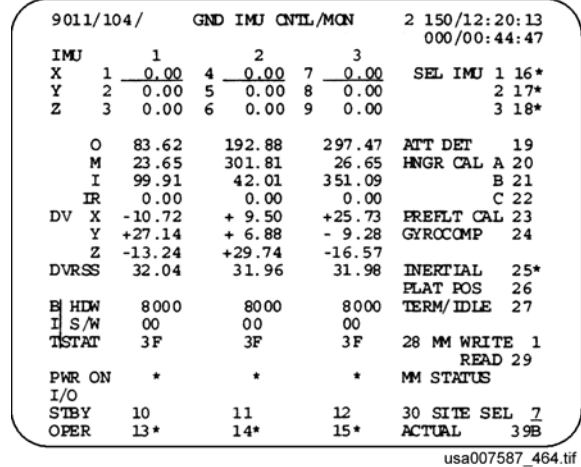 9011/104/ GND IMU CNTL/MON 2 150/12:20:13
000/00:44:47
IMU 1 2 3
X 1 0.00 4 0.00 7 0.00 SEL IMU 1 16*
Y 2 0.00 5 0.00 8 0.00 2 17*
Z 3 0.00 6 0.00 9 0.00 3 18*
O 83.62 192.88 297.47 ATT DET 19
M 23.65 301.81 26.65 HNGR CAL A 20
I 99.91 42.01 351.09 B 21
IR 0.00 0.00 0.00 C 22
DV X -10.72 + 9.50 +25.73 PREFLT CAL 23
Y +27.14 + 6.88 - 9.28 GYROCOMP 24
Z -13.24 +29.74 -16.57
DVRSS 32.04 31.96 31.98 INERTIAL 25*
PLAT POS 26
B HDW 8000 8000 8000 TERM/IDLE 27
I S/W 00 00 00
TSTAT 3F 3F 3F 28 MM WRITE 1
READ 29
PWR ON * * * MM STATUS
I/O
STBY 10 11 12 30 SITE SEL 7
OPER 13* 14* 15* ACTUAL 39B
usa007587_464.tif